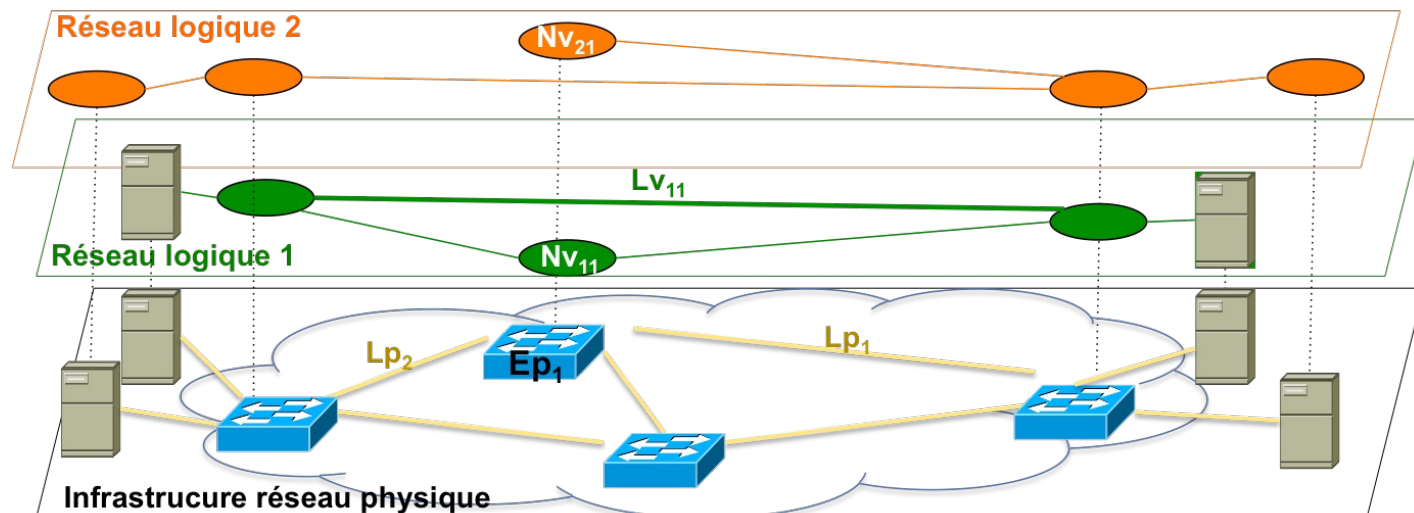 Réseau logique 2
Nv21
Lv11
Réseau logique 1
Nv11
Lp2
Ep1
Lp1
Infrastrucure réseau physique